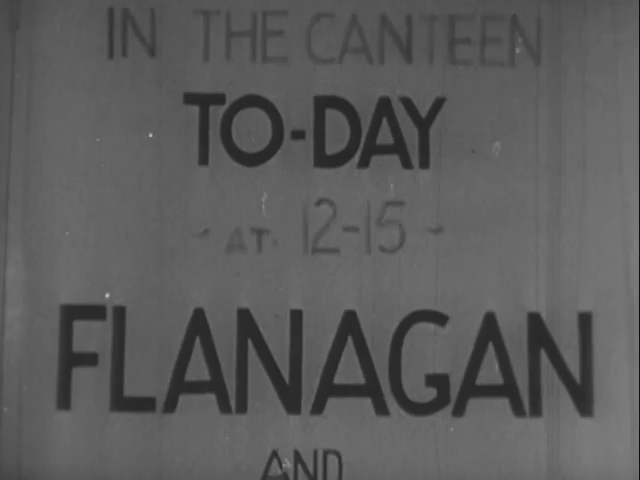 IN THE CANTEEN
TO-DAY
- AT. 12-15 -
FLANAGAN
AND